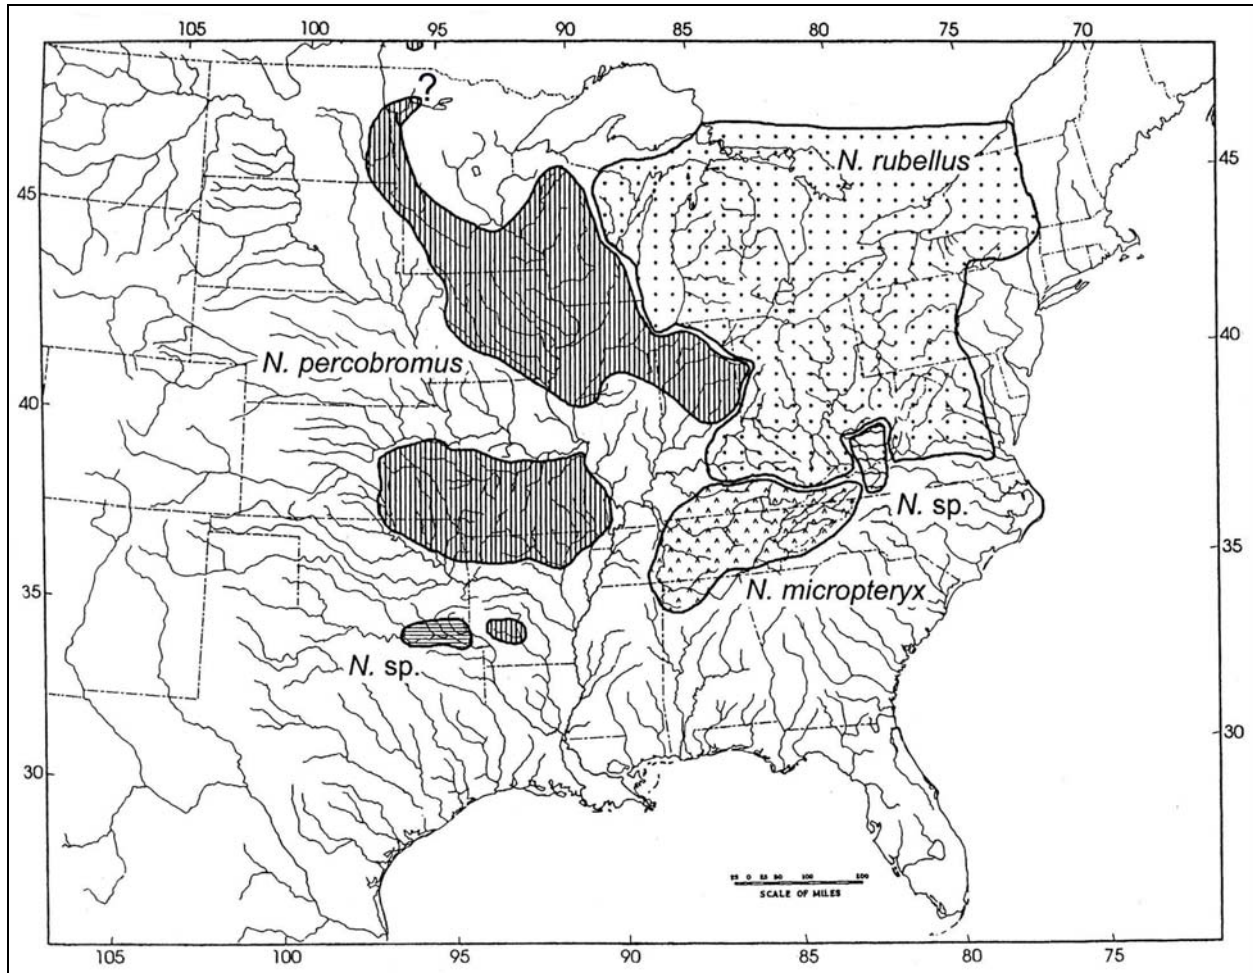 105 100 95 90 85 80 75 70
?
N. rubellus
45 45
40
N. percobromus
40
N. sp.
35 35
N. micropteryx
N. sp.
30 30
SCALE OF MILES
105 100 95 90 85 80 75